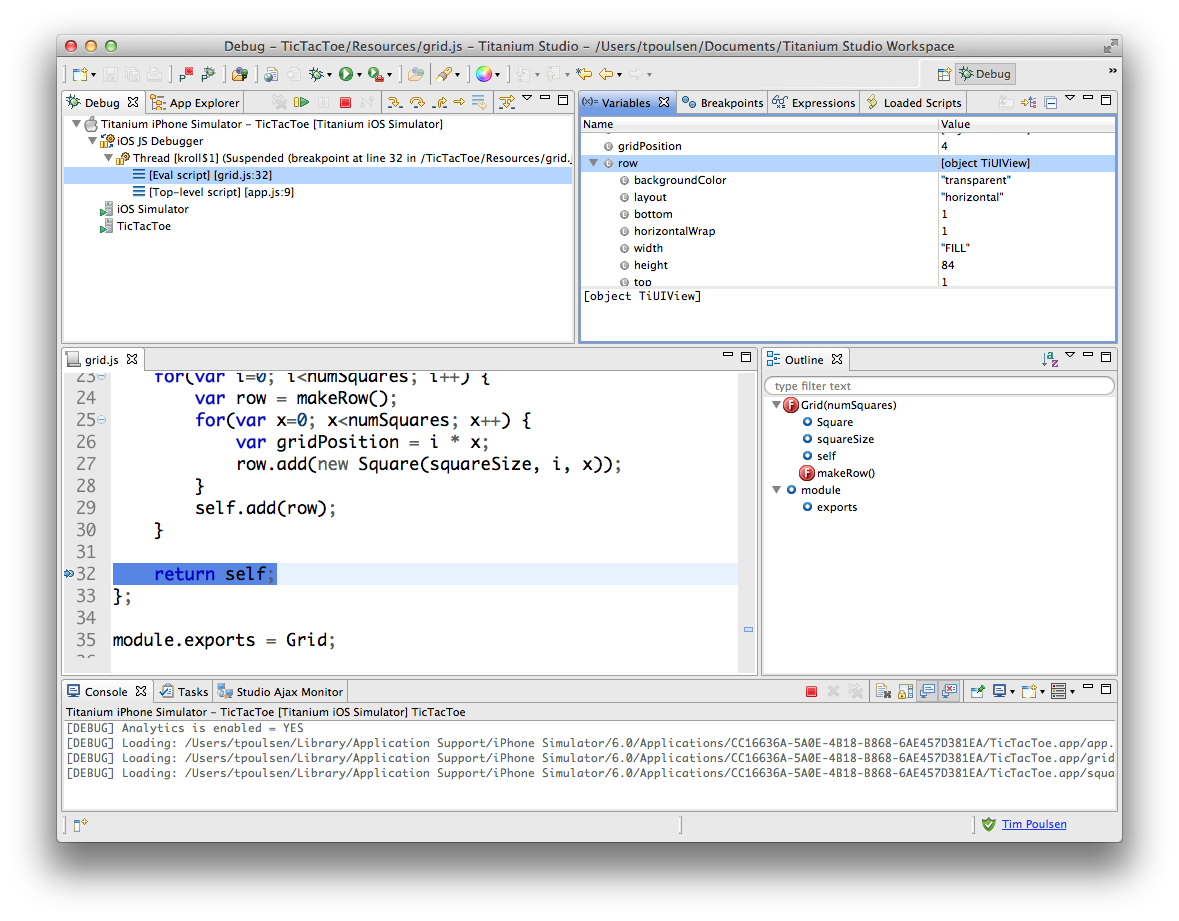 Debug – TicTacToe/Resources/grid.js – Titanium Studio – /Users/tpoulsen/Documents/Titanium Studio Workspace
Debug
»
Debug
App Explorer
Titanium iPhone Simulator – TicTacToe [Titanium iOS Simulator]
iOS JS Debugger
Thread [kroll$1] (Suspended (breakpoint at line 32 in /TicTacToe/Resources/grid.
[Eval script] [grid.js:32]
[Top-level script] [app.js:9]
iOS Simulator
TicTacToe
(x)= Variables
Breakpoints
Expressions
Loaded Scripts
Name Value
gridPosition 4
row [object TiUIView]
backgroundColor "transparent"
layout "horizontal"
bottom 1
horizontalWrap 1
width "FILL"
height 84
top 1
[object TiUIView]
grid.js
23 for(var i=0; i<numSquares; i++) {
24 var row = makeRow();
25 for(var x=0; x<numSquares; x++) {
26 var gridPosition = i * x;
27 row.add(new Square(squareSize, i, x));
28 }
29 self.add(row);
30 }
31
32 return self;
33 };
34
35 module.exports = Grid;
Outline
type filter text
Grid(numSquares)
Square
squareSize
self
makeRow()
module
exports
Console
Tasks
Studio Ajax Monitor
Titanium iPhone Simulator – TicTacToe [Titanium iOS Simulator] TicTacToe
[DEBUG] Analytics is enabled = YES
[DEBUG] Loading: /Users/tpoulsen/Library/Application Support/iPhone Simulator/6.0/Applications/CC16636A-5A0E-4B18-B868-6AE457D381EA/TicTacToe.app/app.
[DEBUG] Loading: /Users/tpoulsen/Library/Application Support/iPhone Simulator/6.0/Applications/CC16636A-5A0E-4B18-B868-6AE457D381EA/TicTacToe.app/grid
[DEBUG] Loading: /Users/tpoulsen/Library/Application Support/iPhone Simulator/6.0/Applications/CC16636A-5A0E-4B18-B868-6AE457D381EA/TicTacToe.app/squa
Tim Poulsen